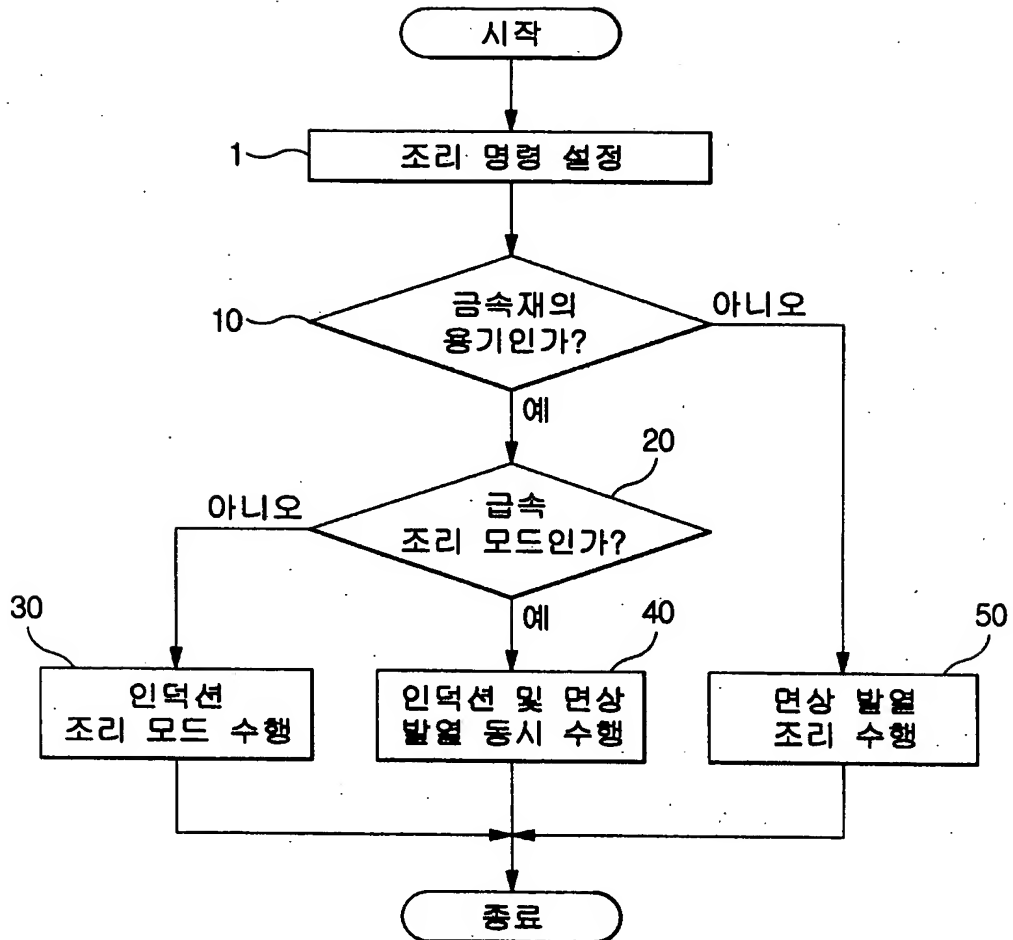 시작
1
조리 명령 설정
10
금속재의
용기인가?
아니오
예
20
급속
조리 모드인가?
아니오
예
30
인덕션
조리 모드 수행
40
인덕션 및 면상
발열 동시 수행
50
면상 발열
조리 수행
종료